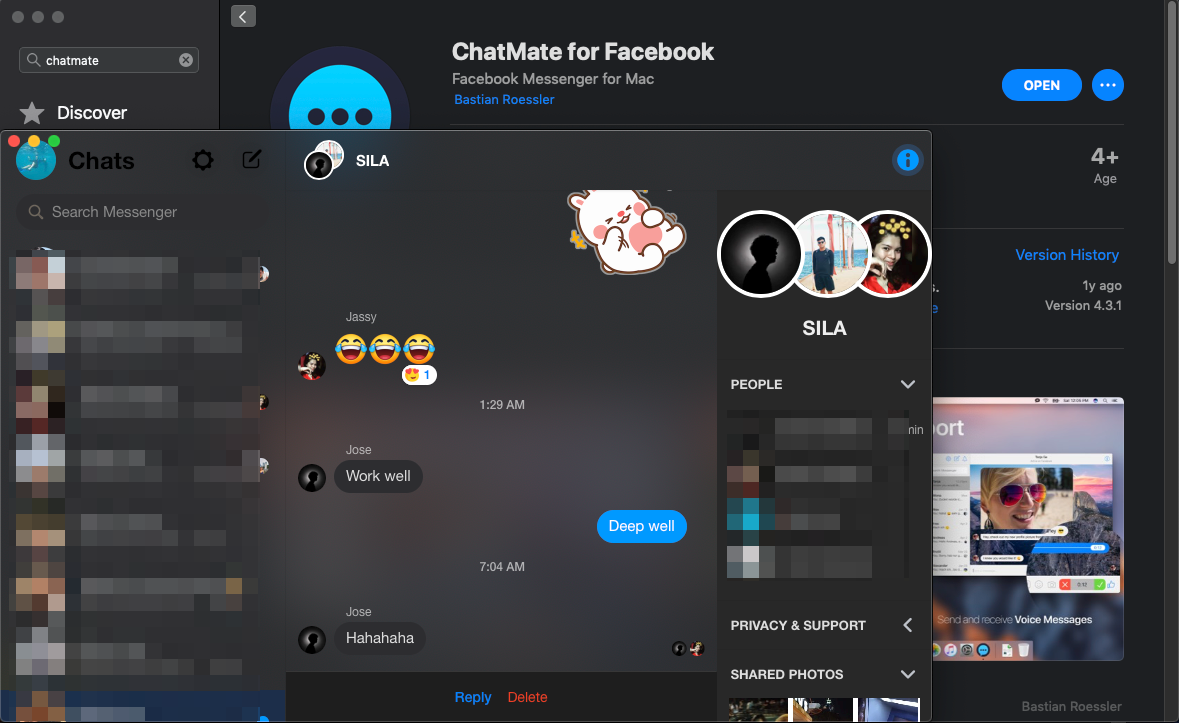 chatmate
Discover
ChatMate for Facebook
Facebook Messenger for Mac
Bastian Roessler
OPEN
4+
Age
Version History
1y ago
Version 4.3.1
Chats
Search Messenger
SILA
Jassy
1
1:29 AM
Jose
Work well
Deep well
7:04 AM
Jose
Hahahaha
Reply
Delete
SILA
PEOPLE
min
PRIVACY & SUPPORT
SHARED PHOTOS
ort
Send and receive Voice Messages
Bastian Roessler